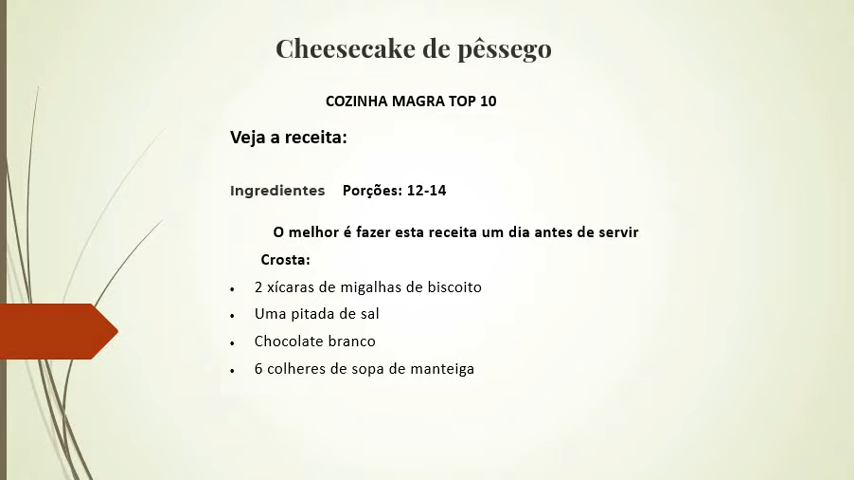 Cheesecake de pêssego
COZINHA MAGRA TOP 10
Veja a receita:
Ingredientes Porções: 12-14
O melhor é fazer esta receita um dia antes de servir
Crosta:
• 2 xícaras de migalhas de biscoito
• Uma pitada de sal
• Chocolate branco
• 6 colheres de sopa de manteiga